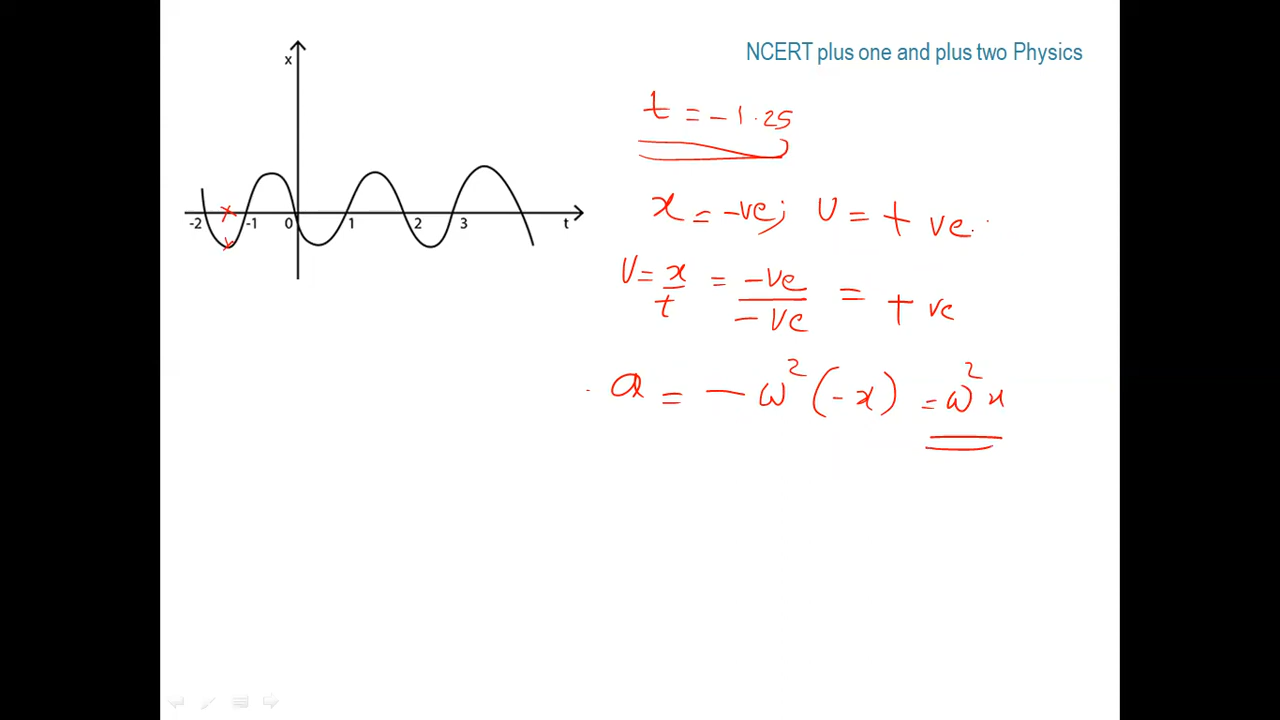 NCERT plus one and plus two Physics
x
-2 -1 0 1 2 3 t
t = -1.25
x = -ve; v = + ve.
v = x/t = -ve/-ve = + ve
a = - ω² (-x) = ω² x